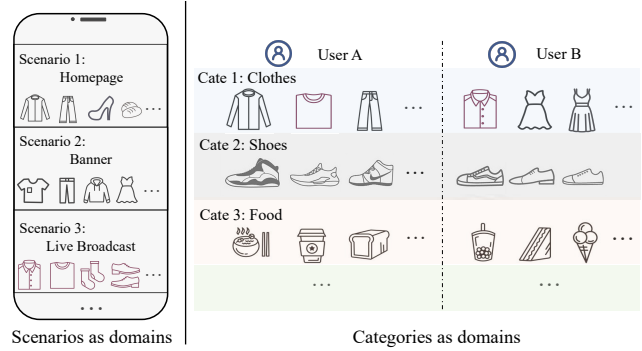 Scenario 1:
Homepage
...
Scenario 2:
Banner
...
Scenario 3:
Live Broadcast
...
...
Scenarios as domains
User A
User B
Cate 1: Clothes
...
...
Cate 2: Shoes
...
...
Cate 3: Food
...
...
...
...
Categories as domains